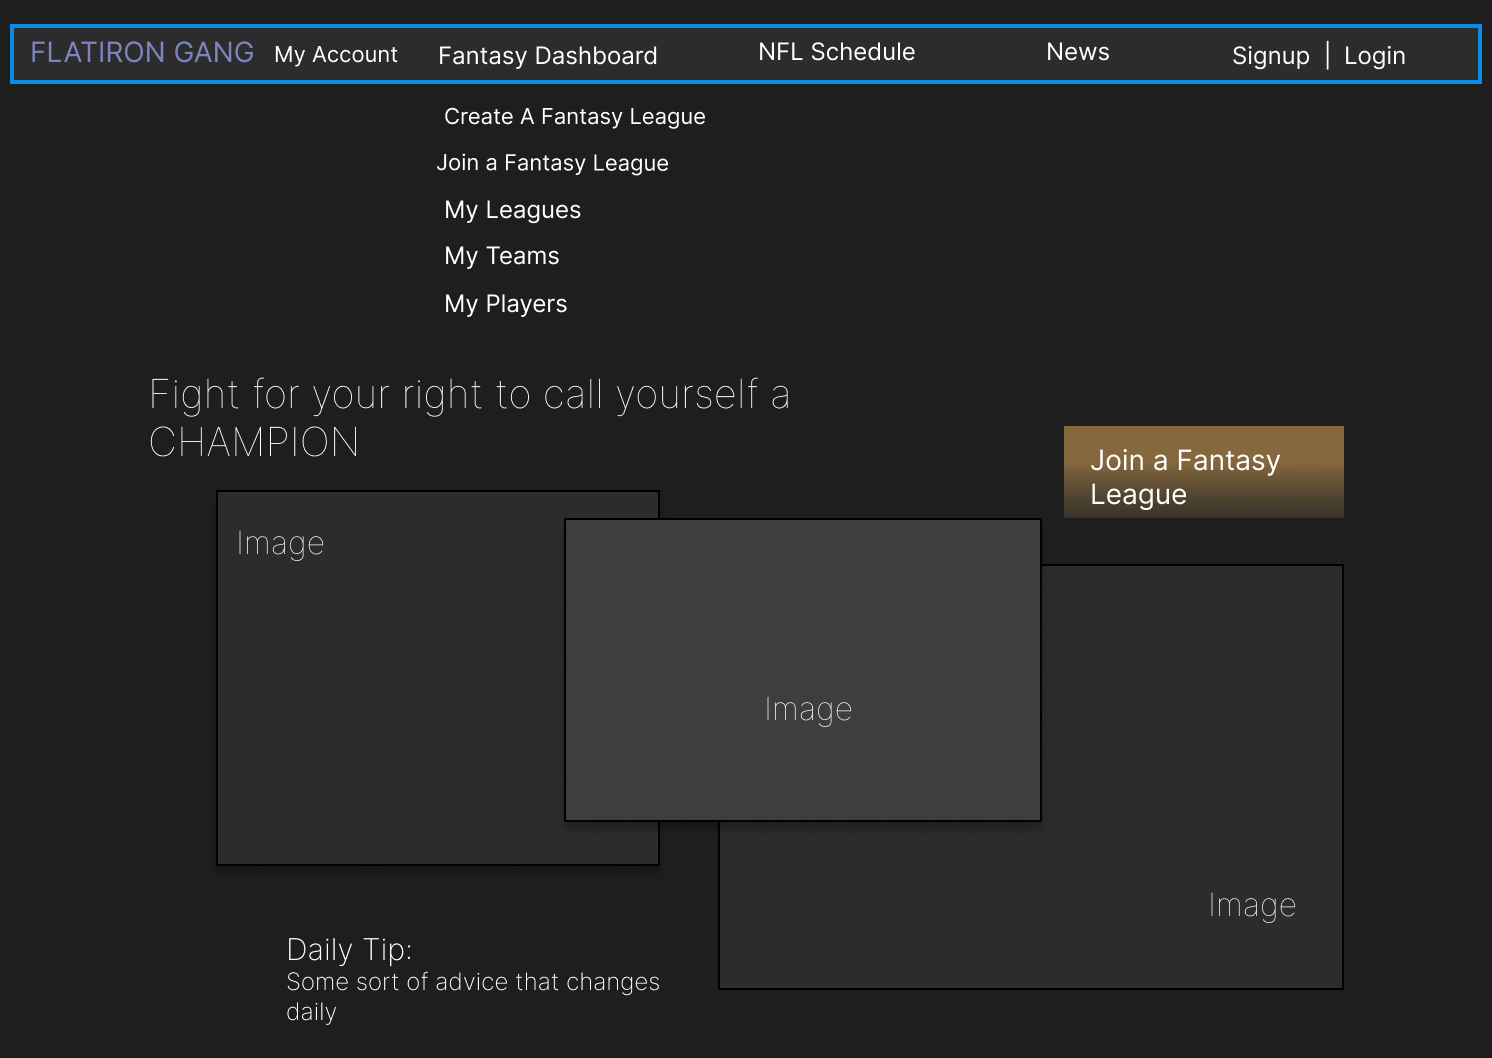 FLATIRON GANG My Account Fantasy Dashboard NFL Schedule News Signup | Login
Create A Fantasy League
Join a Fantasy League
My Leagues
My Teams
My Players
Fight for your right to call yourself a
CHAMPION
Join a Fantasy
League
Image
Image
Image
Daily Tip:
Some sort of advice that changes
daily